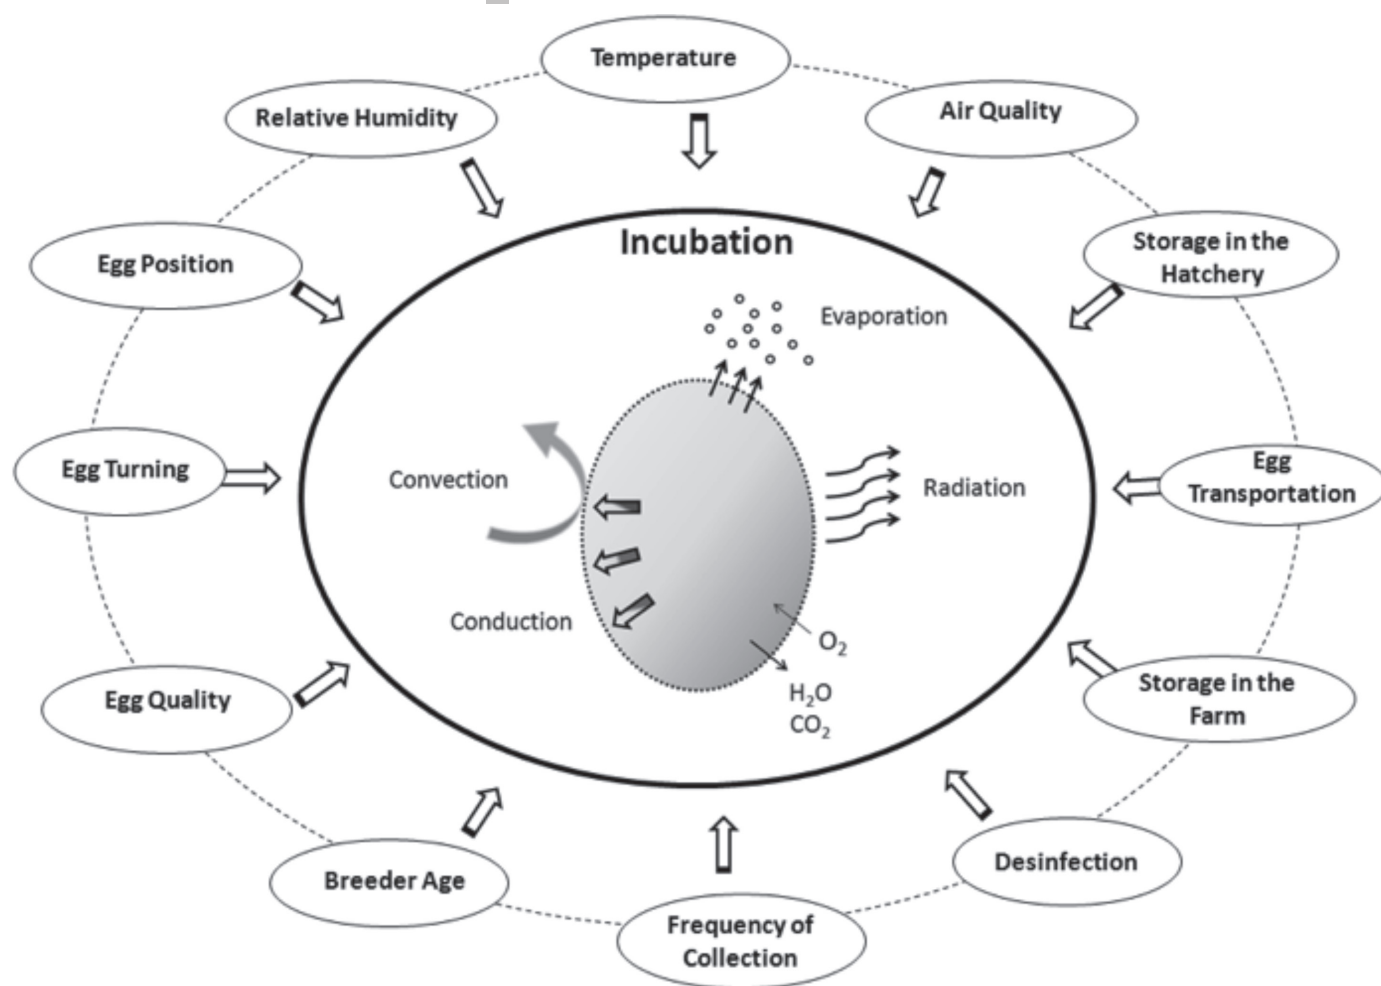 Temperature
Relative Humidity
Air Quality
Incubation
Storage in the
Hatchery
Egg Position
Evaporation
Egg Turning
Convection
Radiation
Egg
Transportation
Conduction
O₂
H₂O
CO₂
Egg Quality
Storage in the
Farm
Breeder Age
Desinfection
Frequency of
Collection